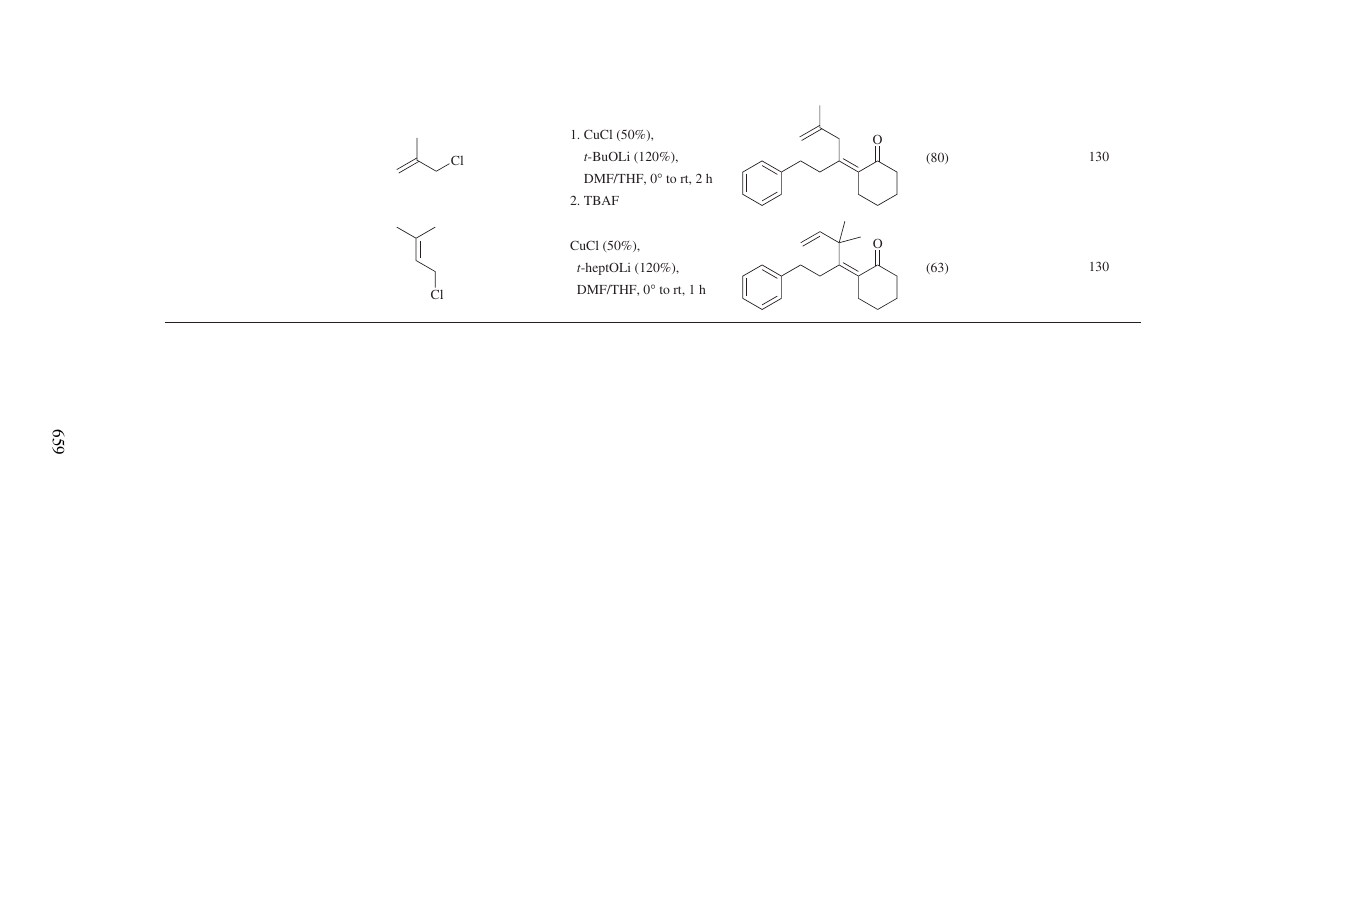 1. CuCl (50%),
t-BuOLi (120%),
DMF/THF, 0° to rt, 2 h
2. TBAF
Cl
O
(80)
130
CuCl (50%),
t-heptOLi (120%),
DMF/THF, 0° to rt, 1 h
Cl
O
(63)
130
659